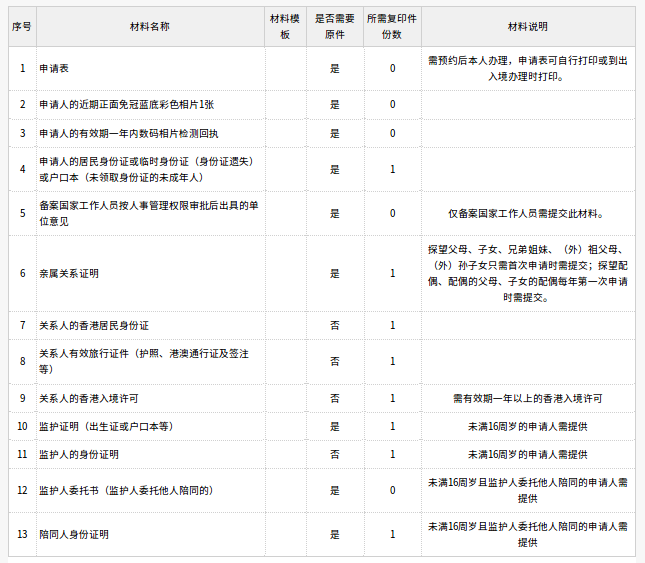 序号 材料名称 材料模板 是否需要原件 所需复印件份数 材料说明
1 申请表 是 0 需预约后本人办理，申请表可自行打印或到出
入境办理时打印。
2 申请人的近期正面免冠蓝底彩色相片1张 是 0
3 申请人的有效期一年内数码相片检测回执 是 0
4 申请人的居民身份证或临时身份证（身份证遗失）
或户口本（未领取身份证的未成年人） 是 1
5 备案国家工作人员按人事管理权限审批后出具的单
位意见 是 0 仅备案国家工作人员需提交此材料。
6 亲属关系证明 是 1 探望父母、子女、兄弟姐妹、（外）祖父母、
（外）孙子女只需首次申请时需提交；探望配
偶、配偶的父母、子女的配偶每年第一次申请
时需提交。
7 关系人的香港居民身份证 否 1
8 关系人有效旅行证件（护照、港澳通行证及签注
等） 否 1
9 关系人的香港入境许可 否 1 需有效期一年以上的香港入境许可
10 监护证明（出生证或户口本等） 是 1 未满16周岁的申请人需提供
11 监护人的身份证明 否 1 未满16周岁的申请人需提供
12 监护人委托书（监护人委托他人陪同的） 是 0 未满16周岁且监护人委托他人陪同的申请人需
提供
13 陪同人身份证明 是 1 未满16周岁且监护人委托他人陪同的申请人需
提供